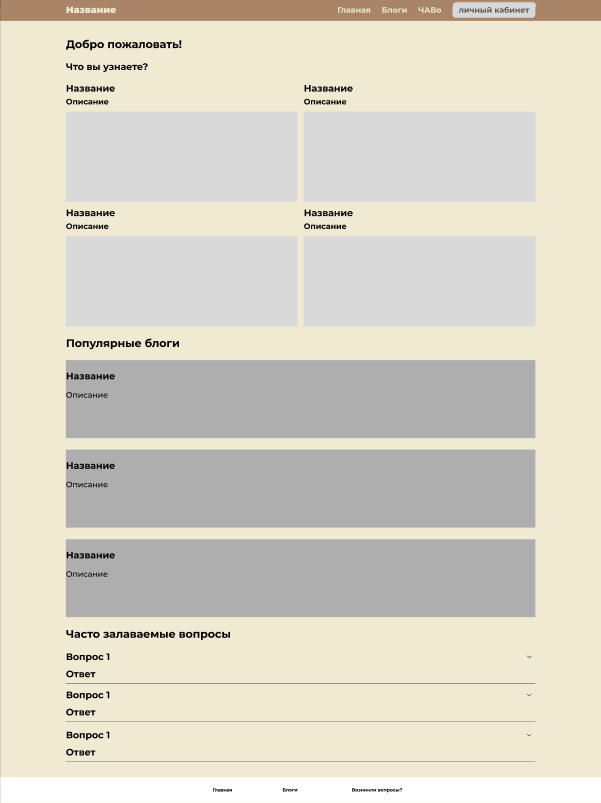 Название
Главная Блоги ЧАВо личный кабинет
Добро пожаловать!
Что вы узнаете?
Название
Описание
Название
Описание
Название
Описание
Название
Описание
Популярные блоги
Название
Описание
Название
Описание
Название
Описание
Часто залаваемые вопросы
Вопрос 1
Ответ
Вопрос 1
Ответ
Вопрос 1
Ответ
Главная Блоги Возникли вопросы?